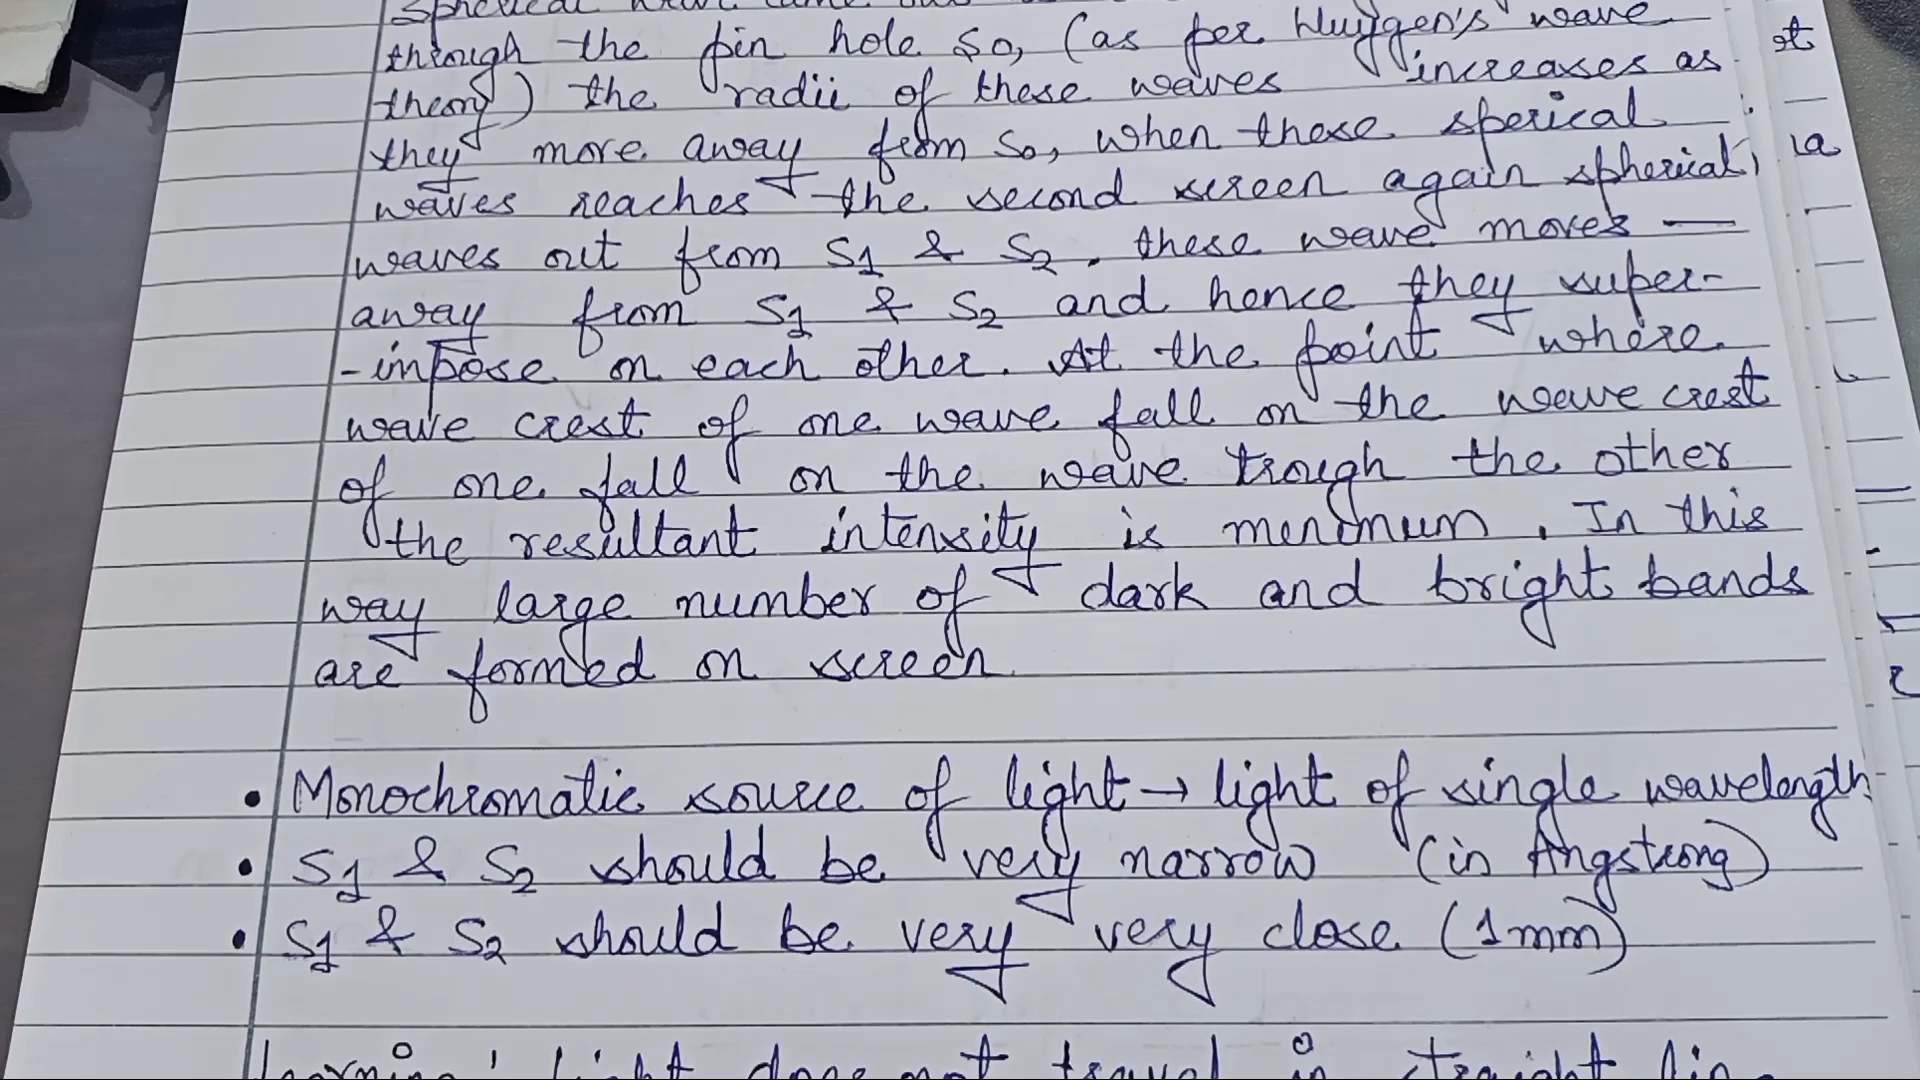 through the pin hole So, (as per Huygen's wave
theory) the radii of these waves increases as
they more away from So, when these sperical
waves reaches the second screen again spherical
waves out from S1 & S2. these wave moves —
away from S1 & S2 and hence they super-
-impose on each other. At the point where
wave crest of one wave fall on the wave crest
of one fall on the wave trough the other
the resultant intensity is menimum. In this
way large number of dark and bright bands
are formed on screen
• Monochromatic source of light → light of single wavelength
• S1 & S2 should be very narrow (in Angstrong)
• S1 & S2 should be very very close (1mm)